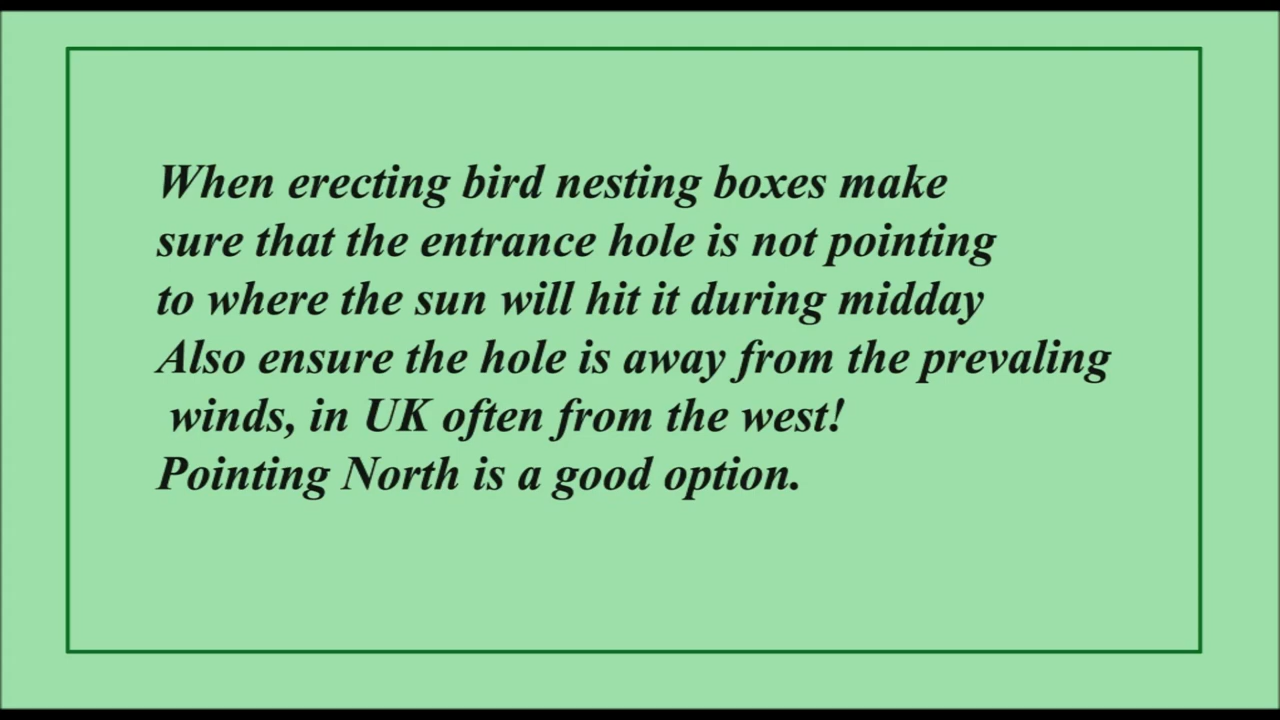 When erecting bird nesting boxes make
sure that the entrance hole is not pointing
to where the sun will hit it during midday
Also ensure the hole is away from the prevaling
winds, in UK often from the west!
Pointing North is a good option.